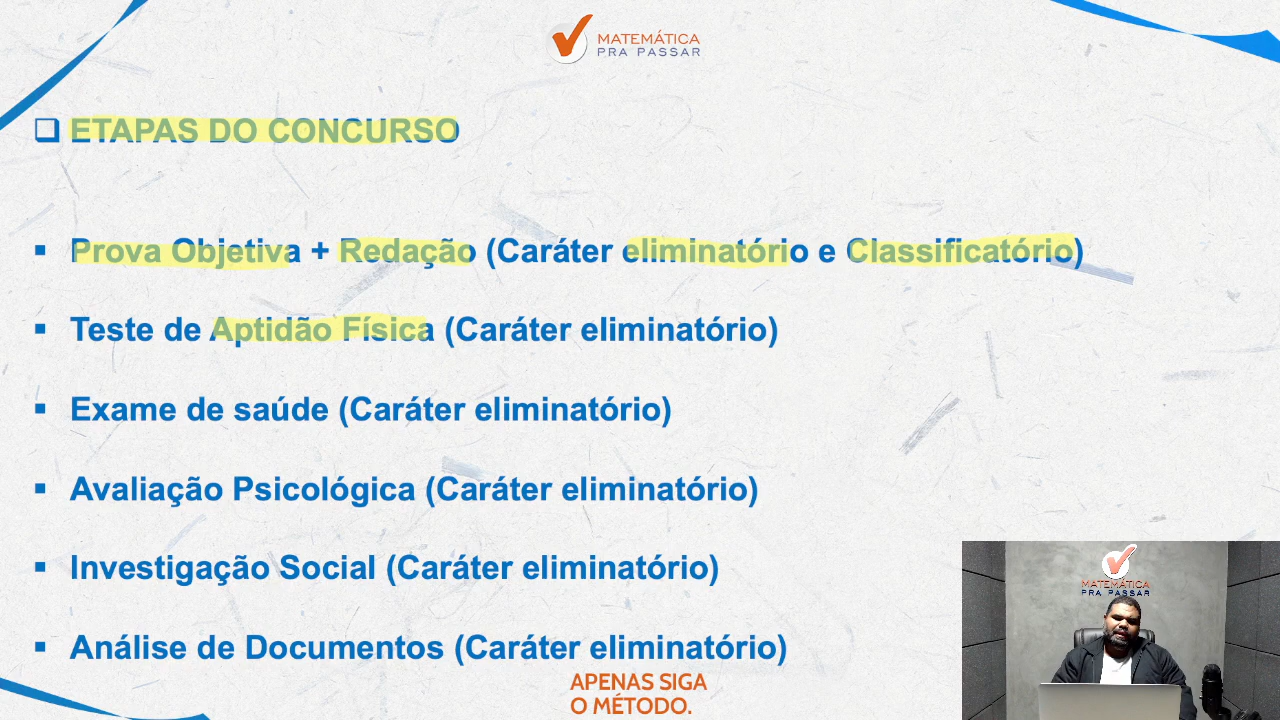 MATEMÁTICA
PRA PASSAR
ETAPAS DO CONCURSO
Prova Objetiva + Redação (Caráter eliminatório e Classificatório)
Teste de Aptidão Física (Caráter eliminatório)
Exame de saúde (Caráter eliminatório)
Avaliação Psicológica (Caráter eliminatório)
Investigação Social (Caráter eliminatório)
Análise de Documentos (Caráter eliminatório)
APENAS SIGA
O MÉTODO.
MATEMÁTICA
PRA PASSAR